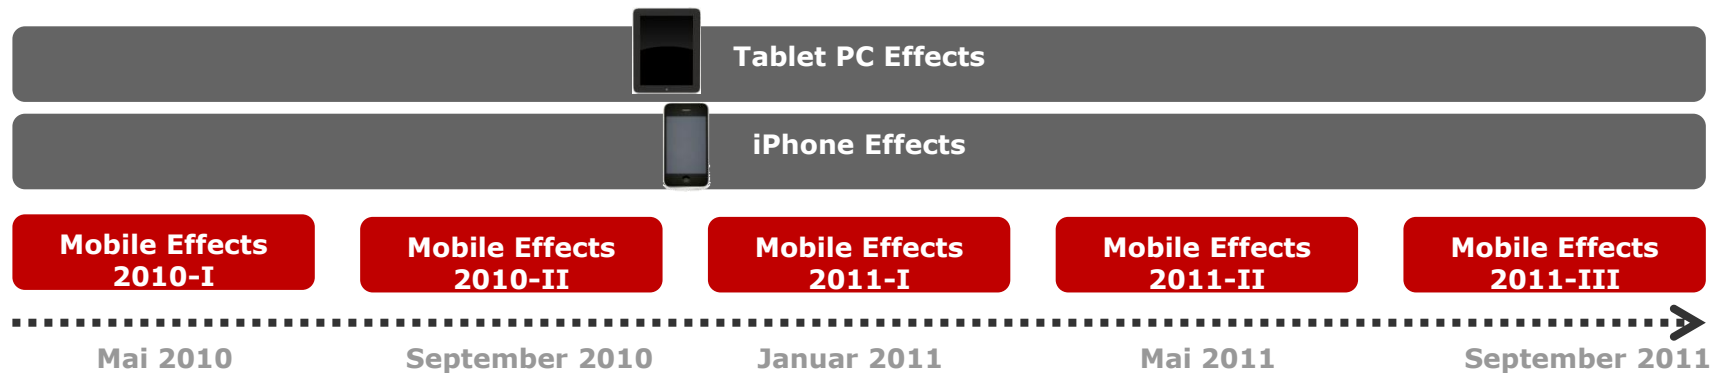 Tablet PC Effects
iPhone Effects
Mobile Effects
2010-I
Mobile Effects
2010-II
Mobile Effects
2011-I
Mobile Effects
2011-II
Mobile Effects
2011-III
Mai 2010
September 2010
Januar 2011
Mai 2011
September 2011